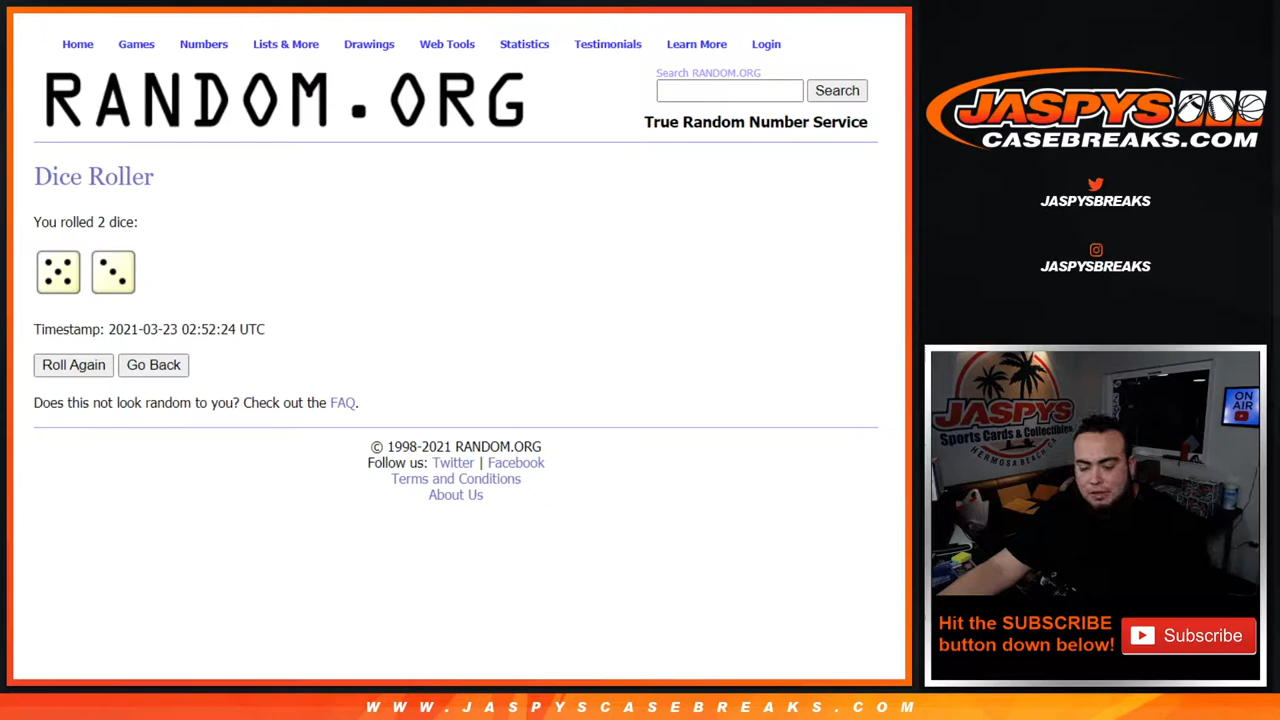 Home Games Numbers Lists & More Drawings Web Tools Statistics Testimonials Learn More Login
RANDOM.ORG
Search RANDOM.ORG
Search
True Random Number Service
Dice Roller
You rolled 2 dice:
Timestamp: 2021-03-23 02:52:24 UTC
Roll Again Go Back
Does this not look random to you? Check out the FAQ.
© 1998-2021 RANDOM.ORG
Follow us: Twitter | Facebook
Terms and Conditions
About Us
JASPYS
CASEBREAKS.COM
JASPYSBREAKS
JASPYSBREAKS
JASPYS
Sports Cards & Collectibles
HERMOSA BEACH, CA
ON
AIR
Hit the SUBSCRIBE
button down below!
Subscribe
WWW.JASPYSCASEBREAKS.COM